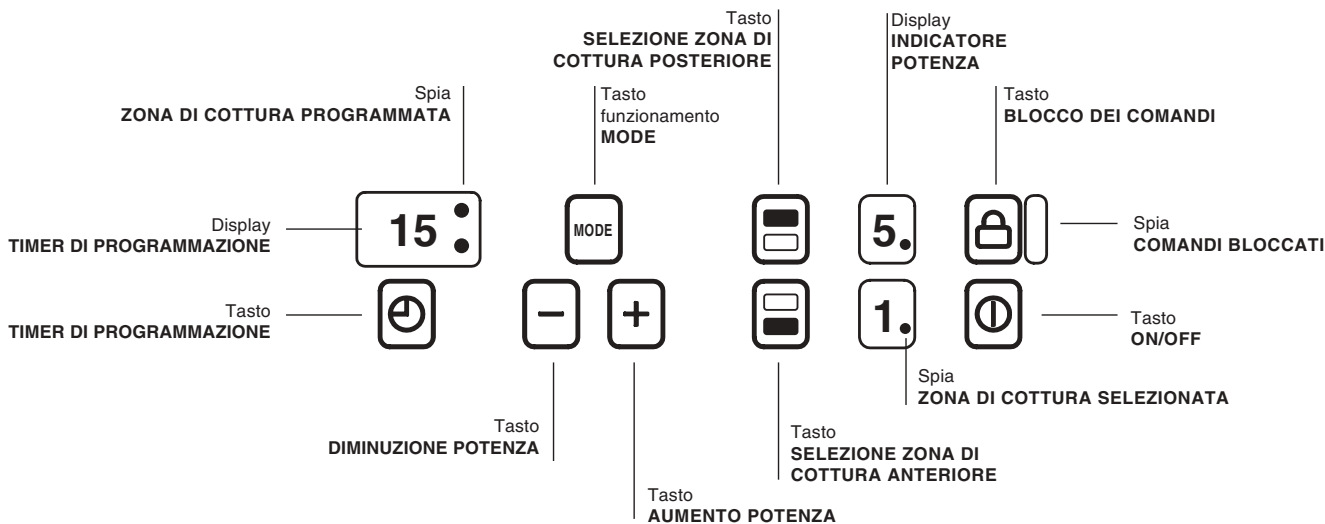 Tasto
SELEZIONE ZONA DI
COTTURA POSTERIORE
Display
INDICATORE
POTENZA
Spia
ZONA DI COTTURA PROGRAMMATA
Tasto
funzionamento
MODE
Tasto
BLOCCO DEI COMANDI
Display
TIMER DI PROGRAMMAZIONE
15
MODE
5.
Spia
COMANDI BLOCCATI
Tasto
TIMER DI PROGRAMMAZIONE
−
+
1.
Tasto
ON/OFF
Spia
ZONA DI COTTURA SELEZIONATA
Tasto
DIMINUZIONE POTENZA
Tasto
SELEZIONE ZONA DI
COTTURA ANTERIORE
Tasto
AUMENTO POTENZA